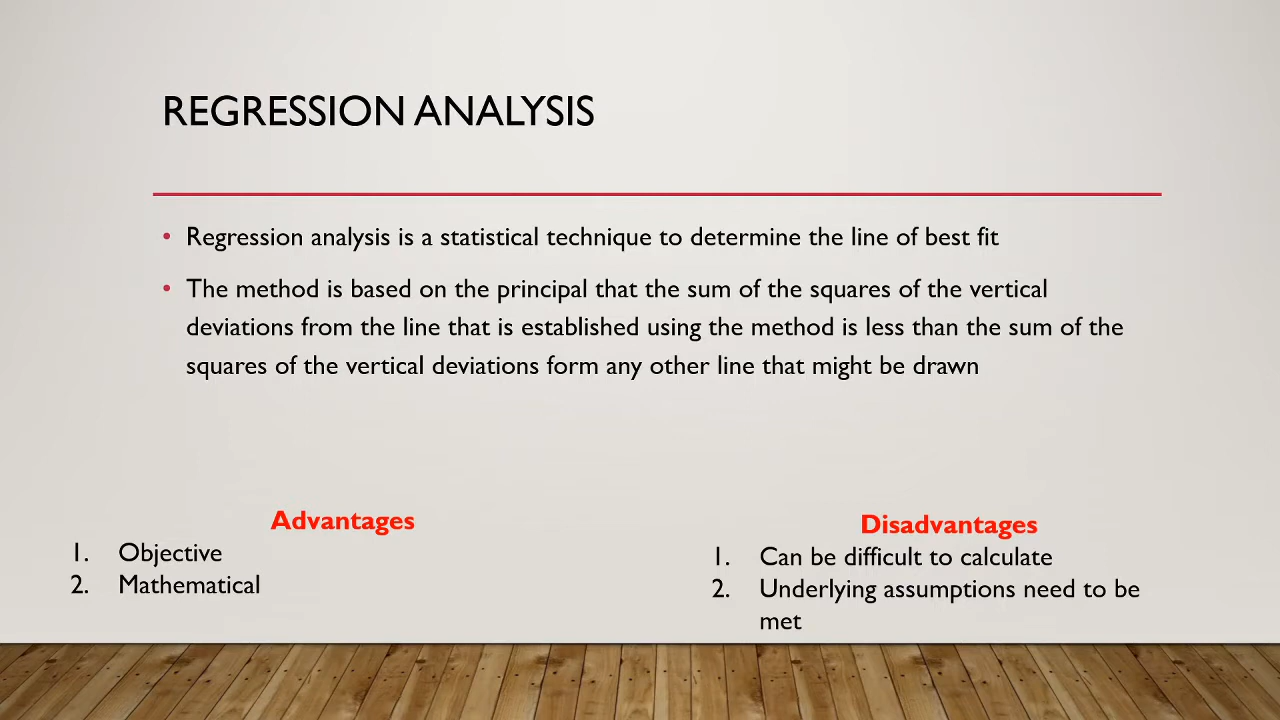 REGRESSION ANALYSIS
• Regression analysis is a statistical technique to determine the line of best fit
• The method is based on the principal that the sum of the squares of the vertical
deviations from the line that is established using the method is less than the sum of the
squares of the vertical deviations form any other line that might be drawn
Advantages
1. Objective
2. Mathematical
Disadvantages
1. Can be difficult to calculate
2. Underlying assumptions need to be
met